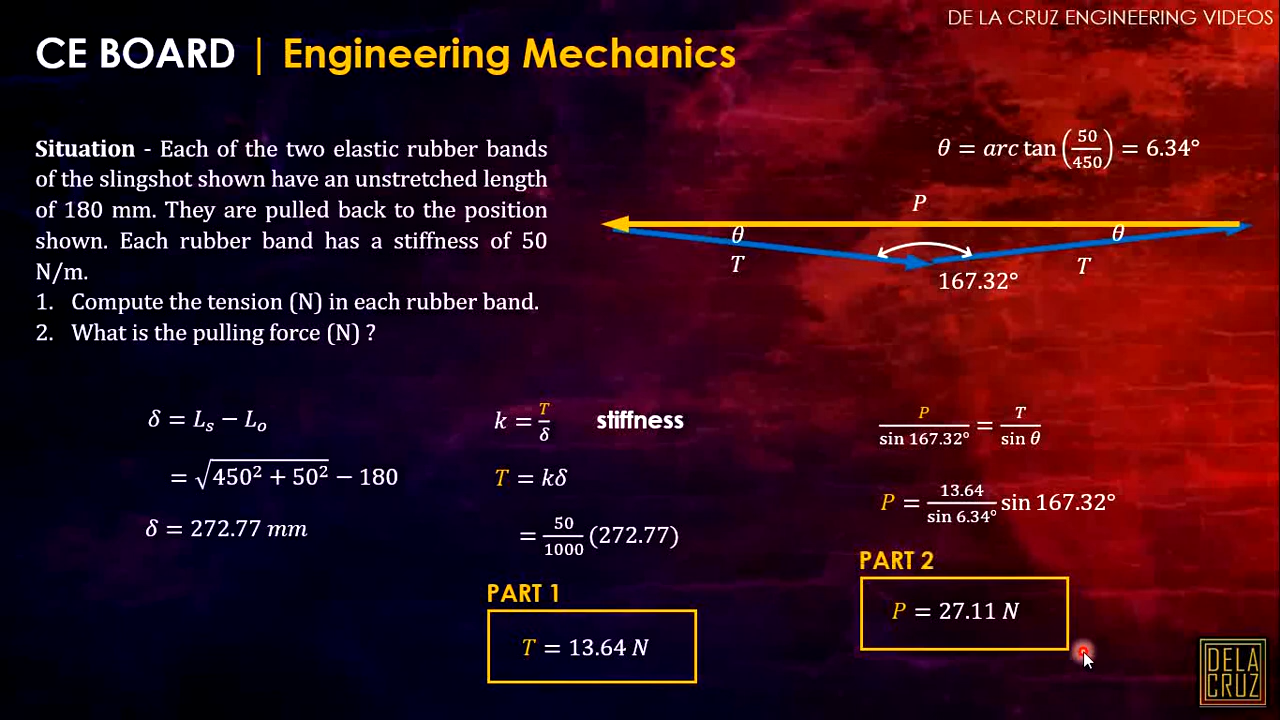 DE LA CRUZ ENGINEERING VIDEOS
CE BOARD | Engineering Mechanics
Situation - Each of the two elastic rubber bands
of the slingshot shown have an unstretched length
of 180 mm. They are pulled back to the position
shown. Each rubber band has a stiffness of 50
N/m.
1. Compute the tension (N) in each rubber band.
2. What is the pulling force (N) ?
θ = arc tan(50/450) = 6.34°
P
θ
θ
T
T
167.32°
δ = Lₛ − Lₒ
= √(450² + 50²) − 180
δ = 272.77 mm
k = T/δ stiffness
T = kδ
= 50/1000 (272.77)
PART 1
T = 13.64 N
P/sin 167.32° = T/sin θ
P = 13.64/sin 6.34° sin 167.32°
PART 2
P = 27.11 N
DELA
CRUZ